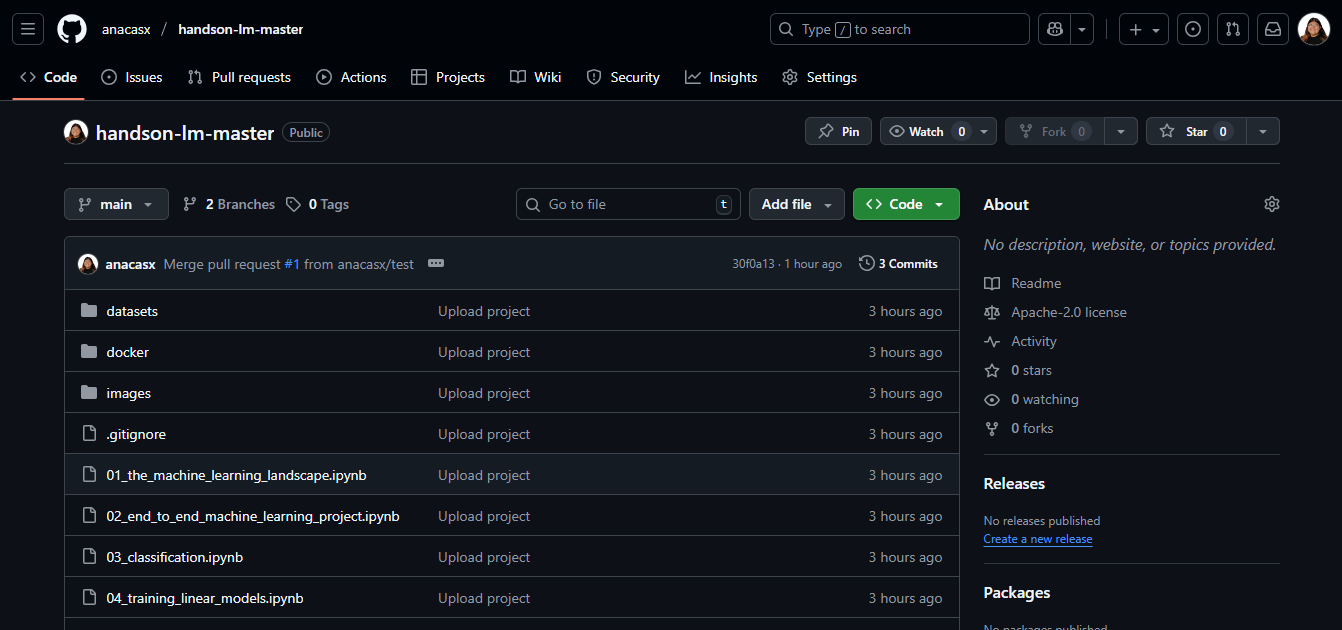 anacasx / handson-lm-master
Type / to search
Code Issues Pull requests Actions Projects Wiki Security Insights Settings
handson-lm-master Public
Pin Watch 0 Fork 0 Star 0
main 2 Branches 0 Tags
Go to file t Add file Code
anacasx Merge pull request #1 from anacasx/test 30f0a13 · 1 hour ago 3 Commits
datasets Upload project 3 hours ago
docker Upload project 3 hours ago
images Upload project 3 hours ago
.gitignore Upload project 3 hours ago
01_the_machine_learning_landscape.ipynb Upload project 3 hours ago
02_end_to_end_machine_learning_project.ipynb Upload project 3 hours ago
03_classification.ipynb Upload project 3 hours ago
04_training_linear_models.ipynb Upload project 3 hours ago
About
No description, website, or topics provided.
Readme
Apache-2.0 license
Activity
0 stars
0 watching
0 forks
Releases
No releases published
Create a new release
Packages
No packages published